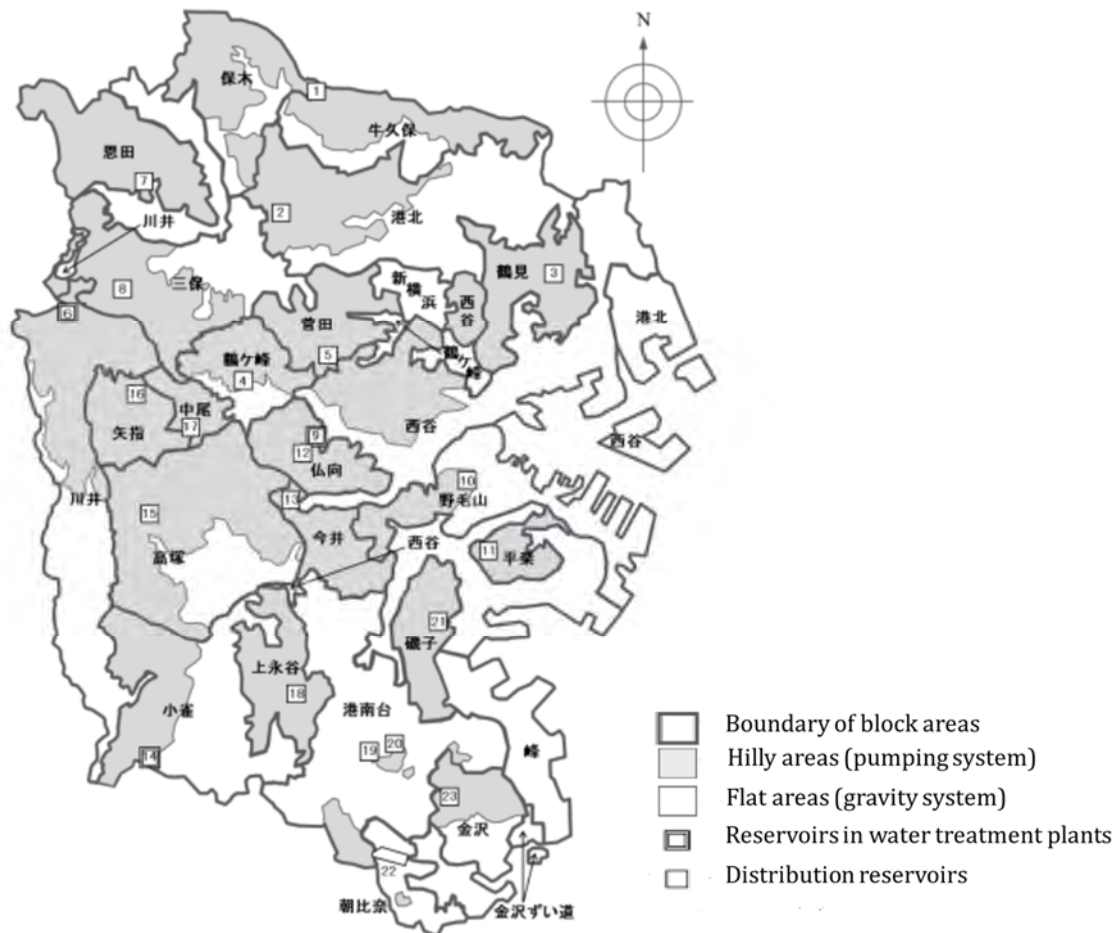 N
保木
1
牛久保
恩田
7
2
川井
港北
鶴見
3
三保
8
新横浜
西谷
港北
6
菅田
鶴ケ峰
5
鶴ケ峰
4
16
中尾
17
矢指
西谷
西谷
9
12
仏向
10
野毛山
13
川井
15
今井
西谷
11
平楽
高塚
21
磯子
上永谷
18
小雀
港南台
19
20
14
峰
23
金沢
22
朝比奈
金沢ずい道
Boundary of block areas
Hilly areas (pumping system)
Flat areas (gravity system)
Reservoirs in water treatment plants
Distribution reservoirs